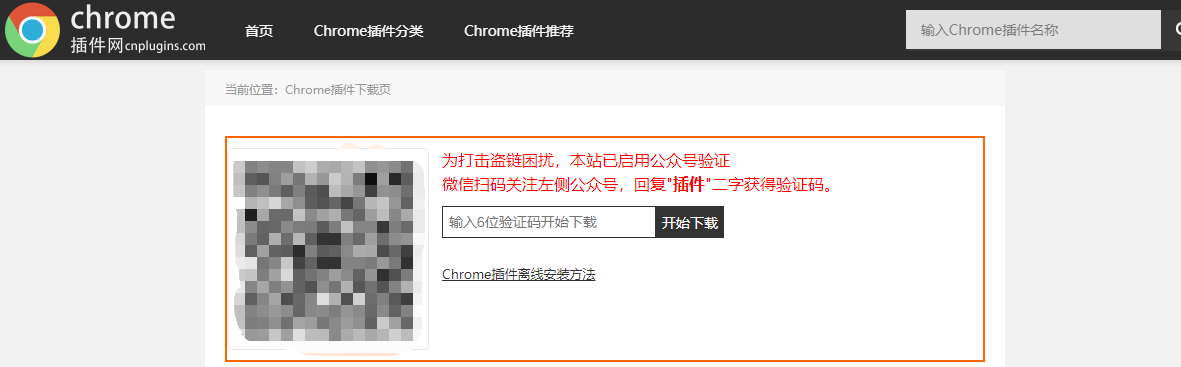 chrome
插件网cnplugins.com
首页 Chrome插件分类 Chrome插件推荐
输入Chrome插件名称
当前位置：Chrome插件下载页
为打击盗链困扰，本站已启用公众号验证
微信扫码关注左侧公众号，回复"插件"二字获得验证码。
输入6位验证码开始下载 开始下载
Chrome插件离线安装方法